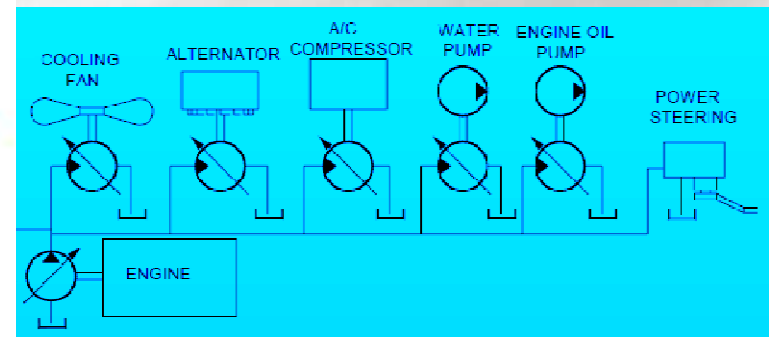 COOLING
FAN
ALTERNATOR
A/C
COMPRESSOR
WATER
PUMP
ENGINE OIL
PUMP
POWER
STEERING
ENGINE